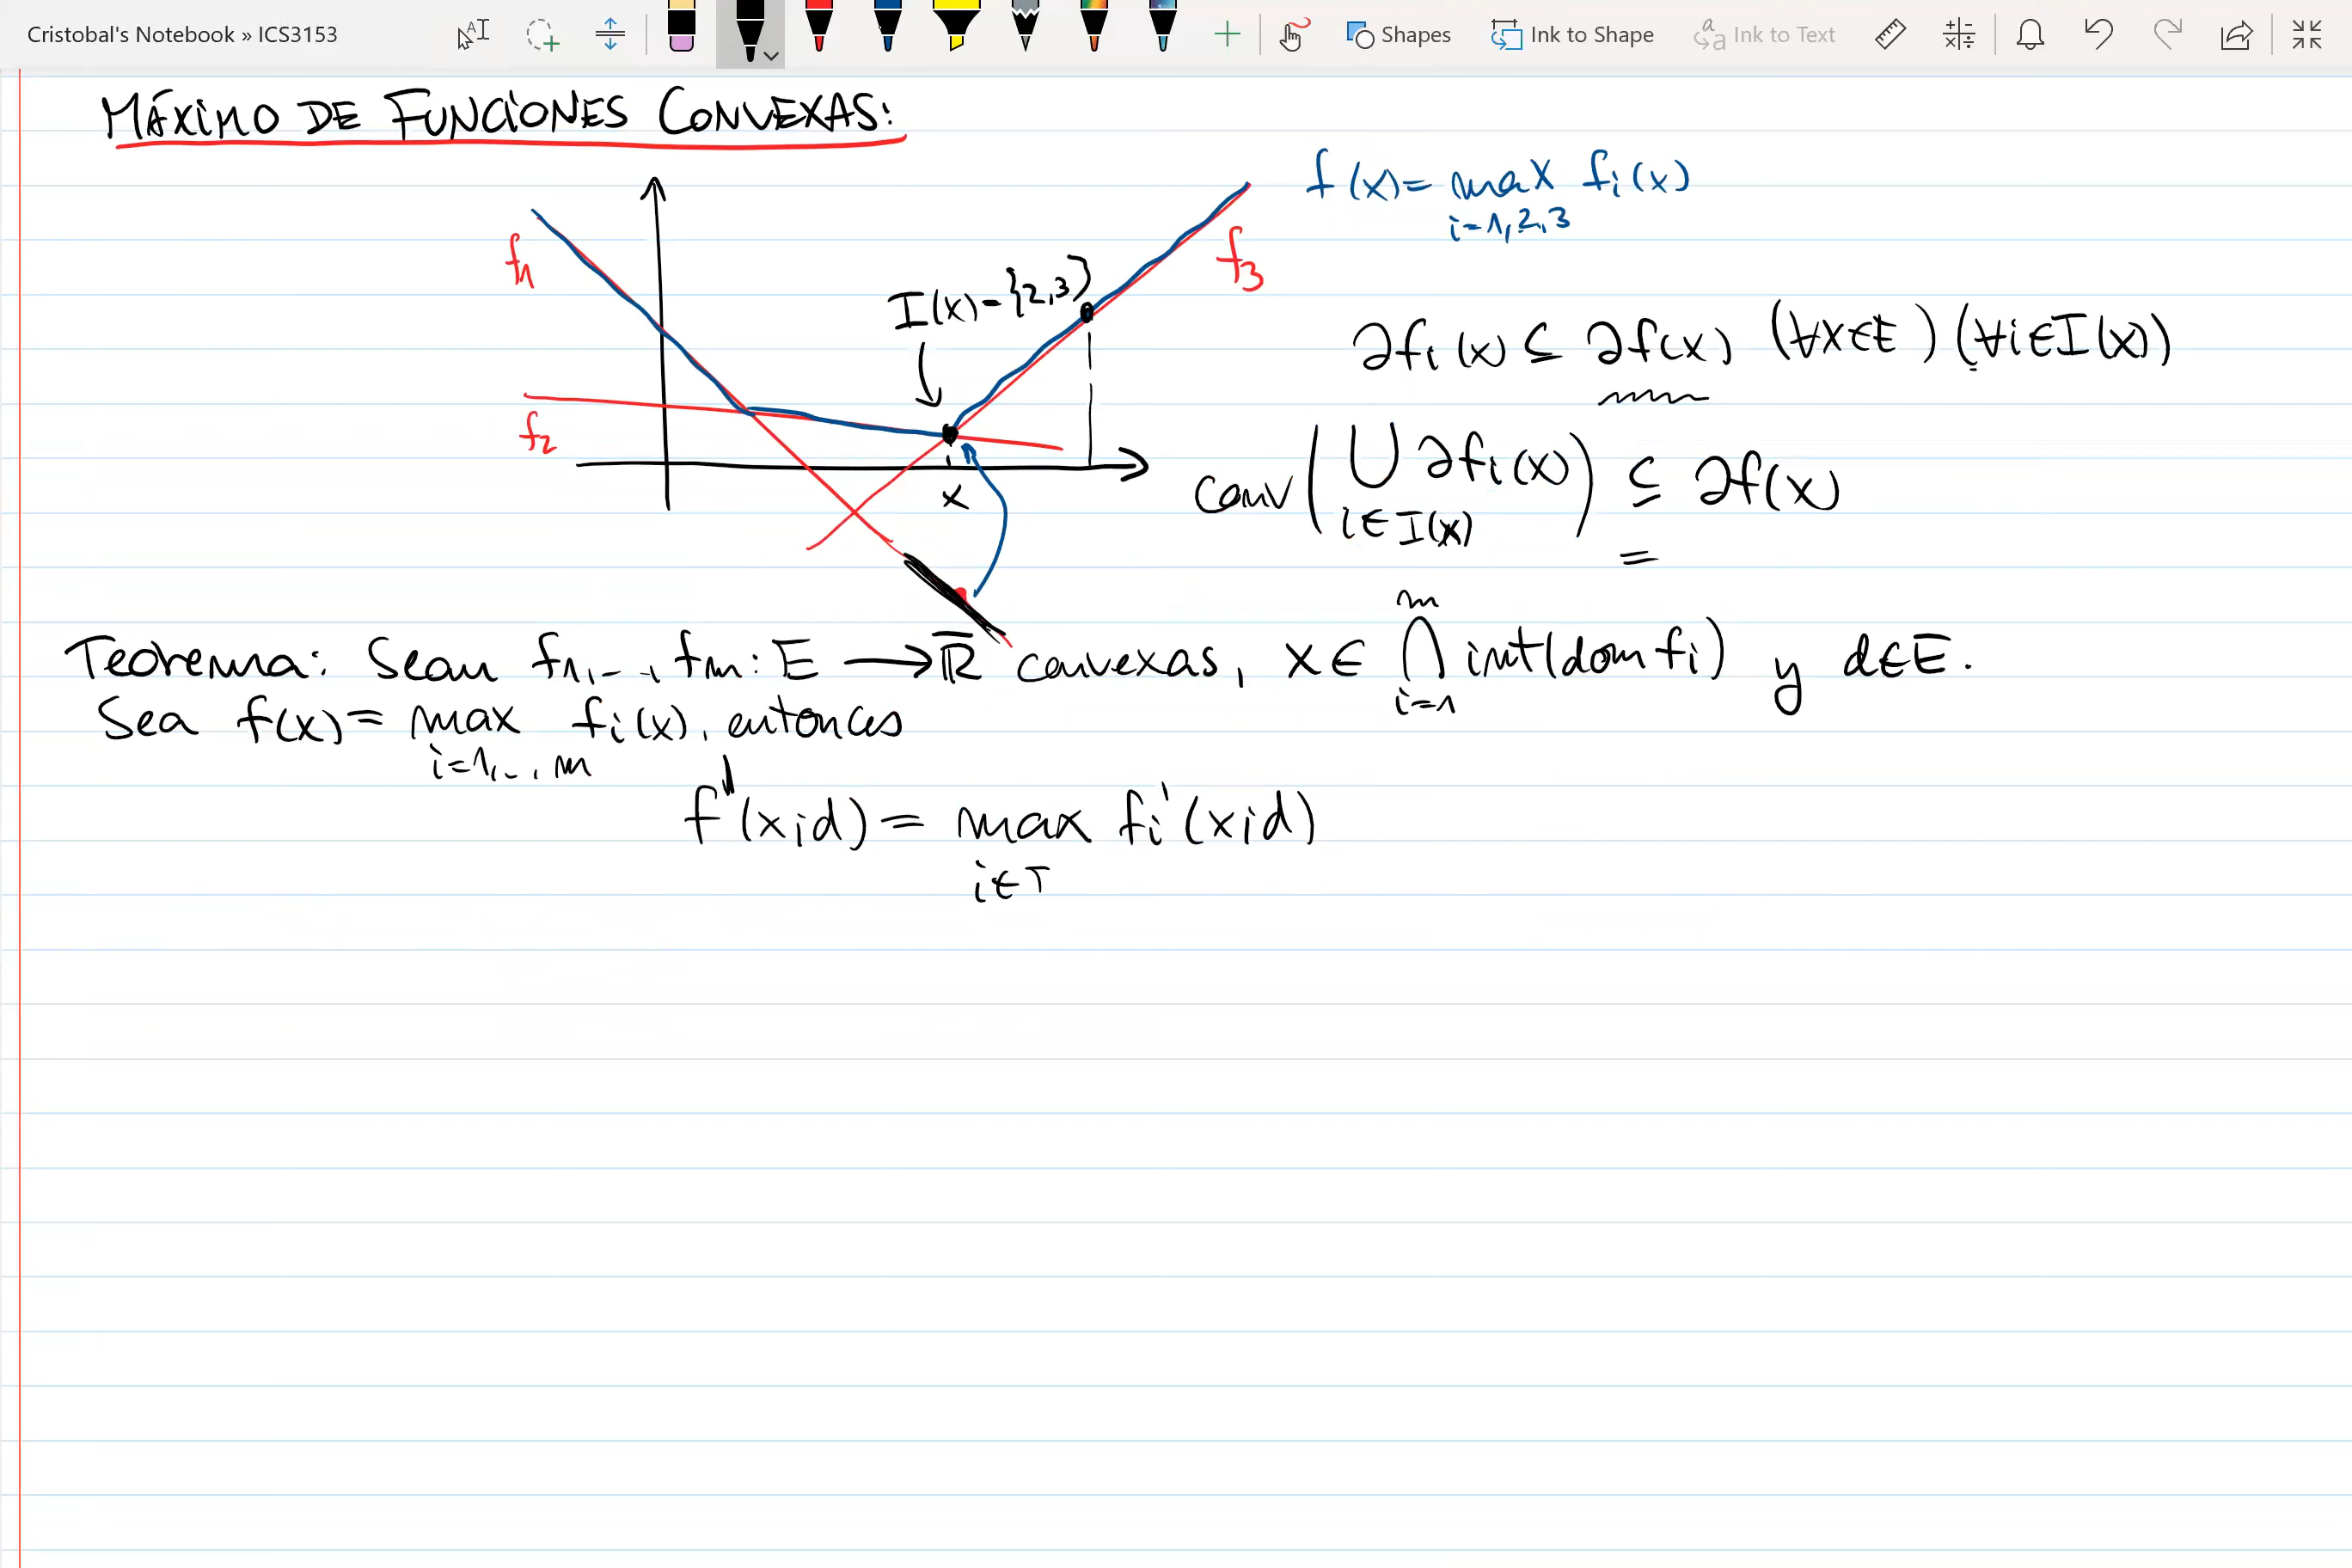 Cristobal's Notebook » ICS3153
Shapes
Ink to Shape
Ink to Text
MÁXIMO DE FUNCIONES CONVEXAS:
f(x) = max fi(x)
i=1,2,3
f1
f3
I(x) = {2,3}
∂fi(x) ⊆ ∂f(x) (∀x∈E) (∀i∈I(x))
f2
x
conv ( ⋃ ∂fi(x) ) ⊆ ∂f(x)
i∈I(x)
=
Teorema: Sean f1,..,fm: E → R̅ convexas, x ∈ ⋂ int(dom fi) y d∈E.
m
i=1
Sea f(x) = max fi(x), entonces
i=1,..,m
f'(x;d) = max fi'(x;d)
i∈I